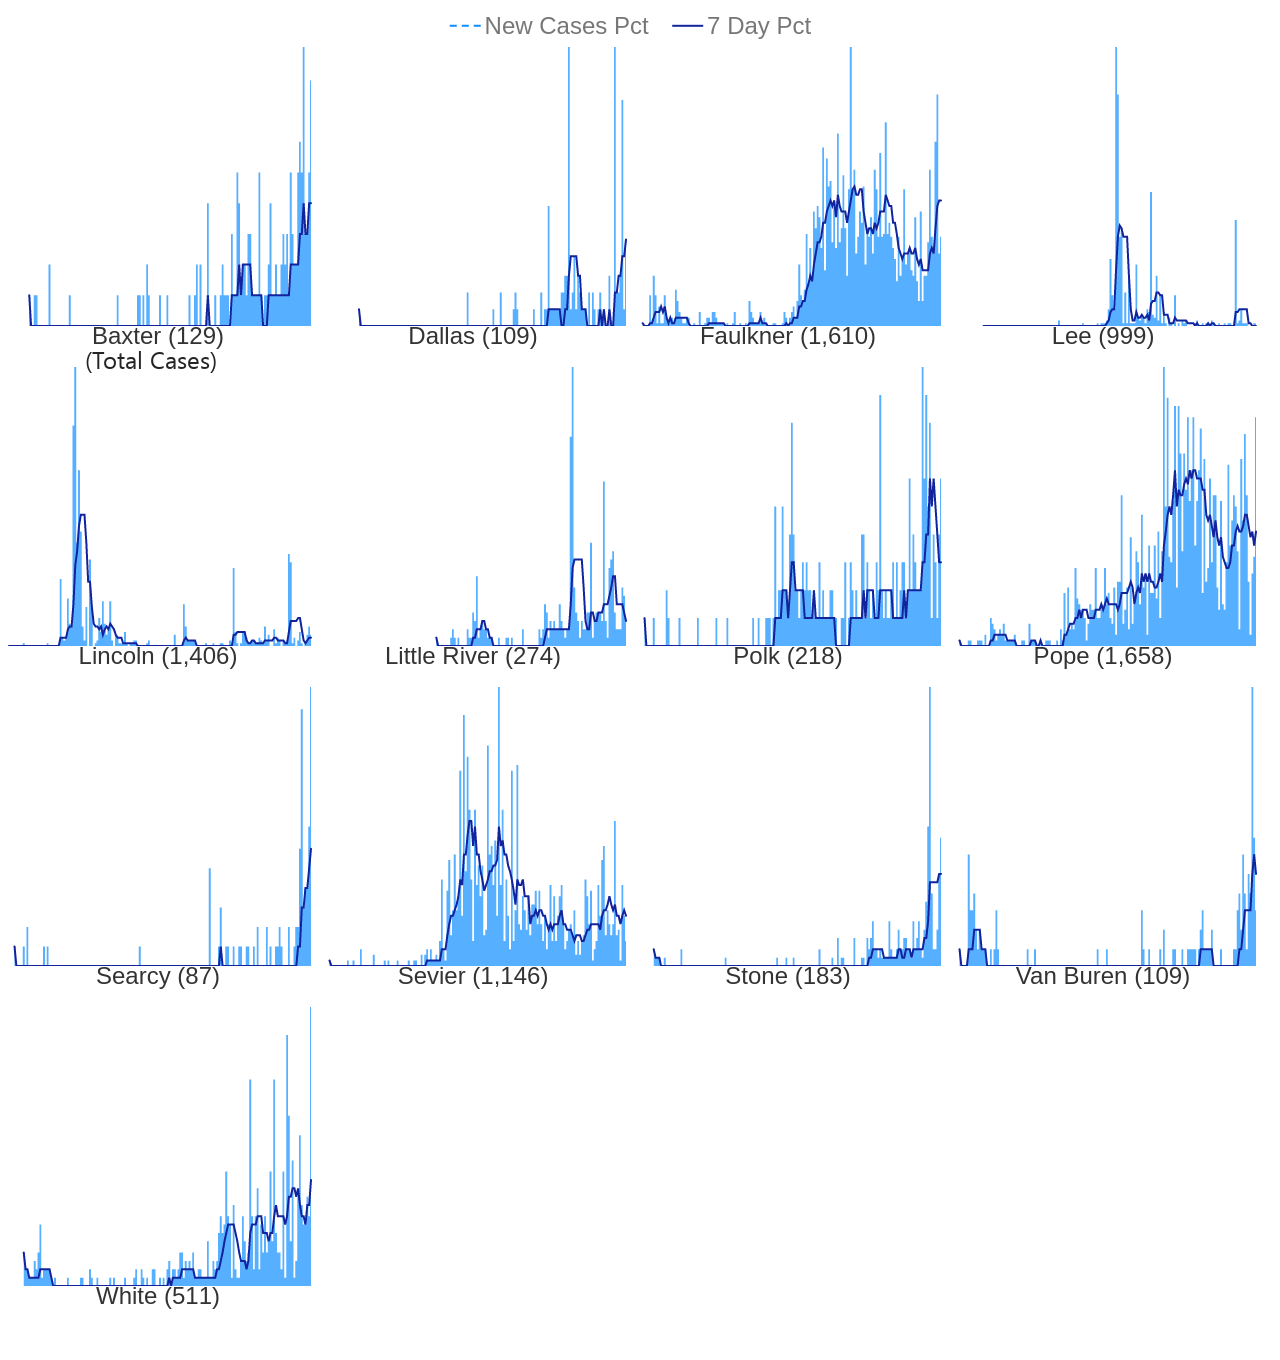 New Cases Pct 7 Day Pct
Baxter (129) Dallas (109) Faulkner (1,610) Lee (999)
(Total Cases)
Lincoln (1,406) Little River (274) Polk (218) Pope (1,658)
Searcy (87) Sevier (1,146) Stone (183) Van Buren (109)
White (511)